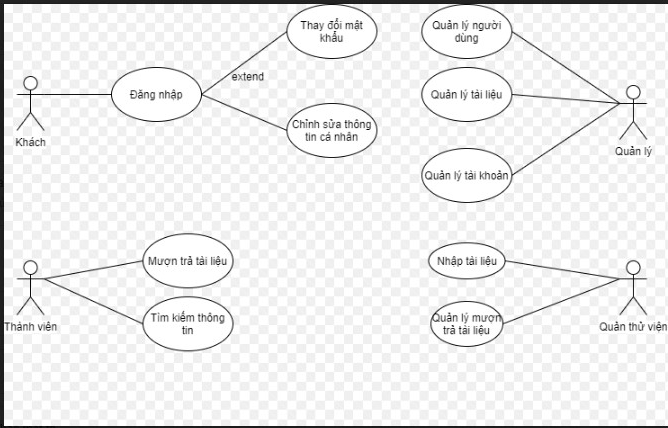 Thay đổi mật
khẩu
extend
Đăng nhập
Chỉnh sửa thông
tin cá nhân
Khách
Quản lý người
dùng
Quản lý tài liệu
Quản lý tài khoản
Quản lý
Mượn trả tài liệu
Tìm kiếm thông
tin
Thành viên
Nhập tài liệu
Quản lý mượn
trả tài liệu
Quản thử viện